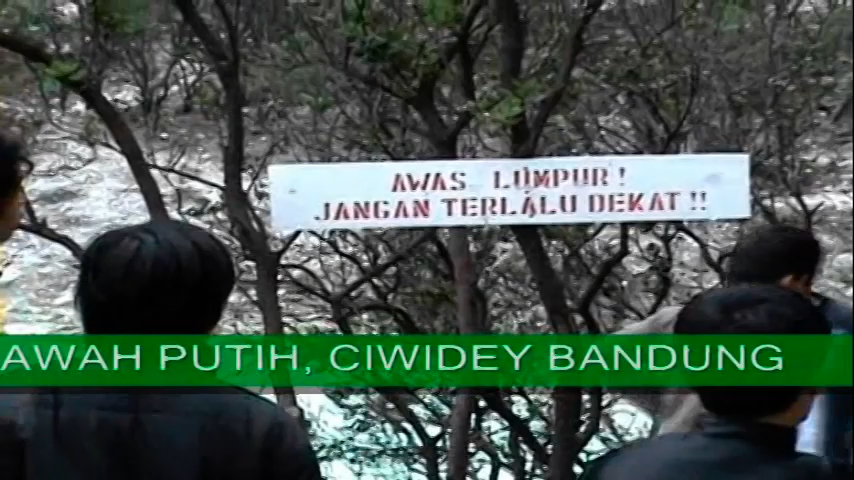 AWAS LUMPUR !
JANGAN TERLALU DEKAT !!
AWAH PUTIH, CIWIDEY BANDUNG